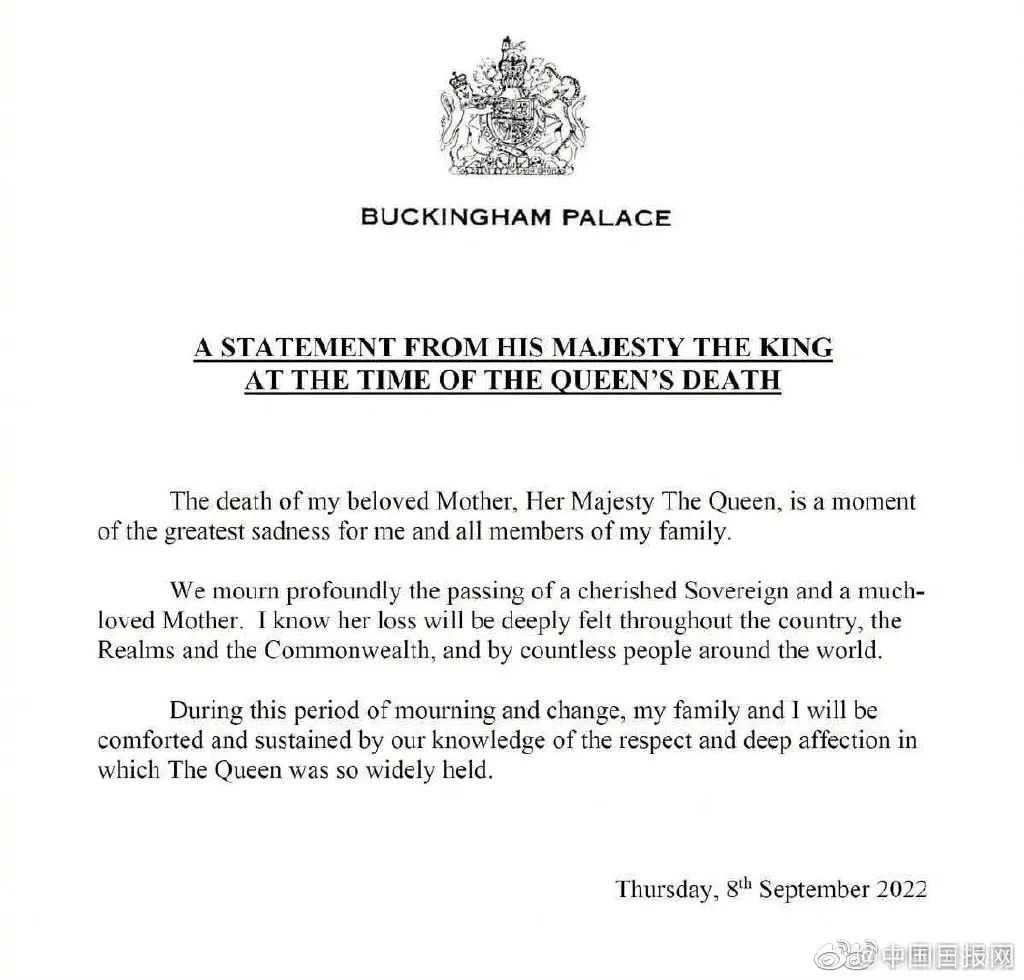 BUCKINGHAM PALACE
A STATEMENT FROM HIS MAJESTY THE KING
AT THE TIME OF THE QUEEN'S DEATH
The death of my beloved Mother, Her Majesty The Queen, is a moment
of the greatest sadness for me and all members of my family.
We mourn profoundly the passing of a cherished Sovereign and a much-
loved Mother. I know her loss will be deeply felt throughout the country, the
Realms and the Commonwealth, and by countless people around the world.
During this period of mourning and change, my family and I will be
comforted and sustained by our knowledge of the respect and deep affection in
which The Queen was so widely held.
Thursday, 8th September 2022
@中国国报网